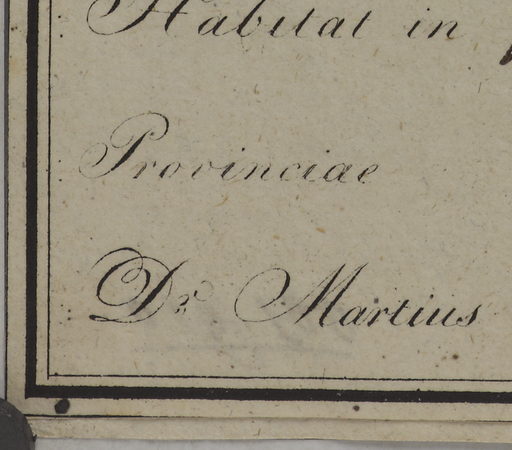 Habitat in
Provinciae
Dr Martius